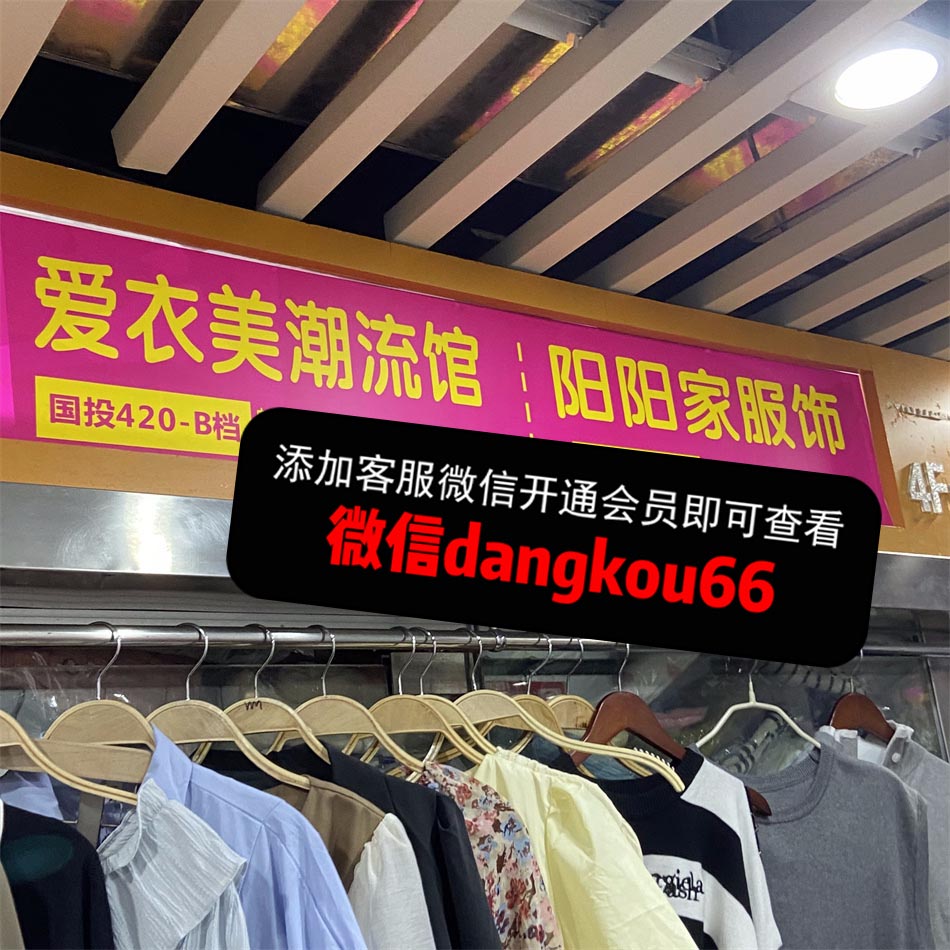 爱衣美潮流馆
阳阳家服饰
国投420-B档
4F
添加客服微信开通会员即可查看
微信dangkou66